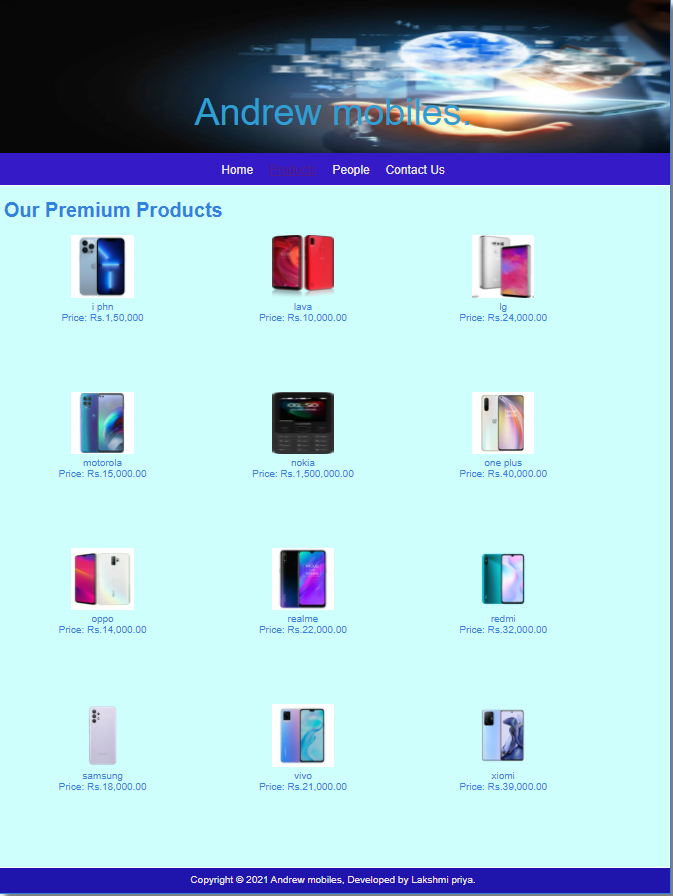 Andrew mobiles.
Home Products People Contact Us
Our Premium Products
i phn lava lg
Price: Rs.1,50,000 Price: Rs.10,000.00 Price: Rs.24,000.00
motorola nokia one plus
Price: Rs.15,000.00 Price: Rs.1,500,000.00 Price: Rs.40,000.00
oppo realme redmi
Price: Rs.14,000.00 Price: Rs.22,000.00 Price: Rs.32,000.00
samsung vivo xiomi
Price: Rs.18,000.00 Price: Rs.21,000.00 Price: Rs.39,000.00
Copyright © 2021 Andrew mobiles, Developed by Lakshmi priya.